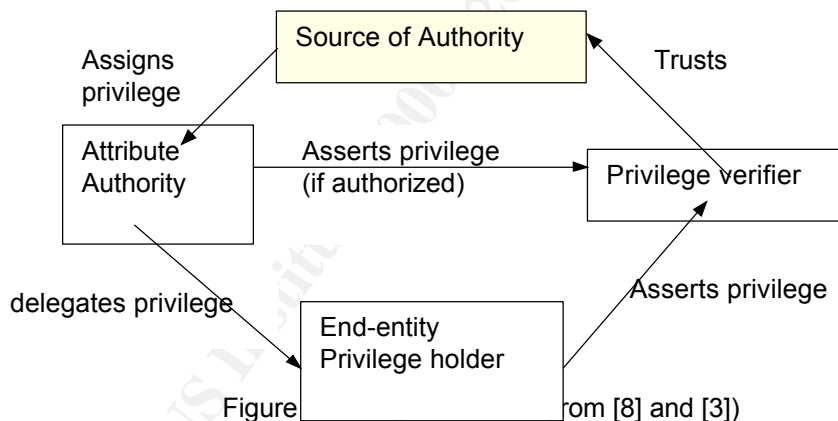 Source of Authority
Assigns
privilege
Trusts
Attribute
Authority
Asserts privilege
(if authorized)
Privilege verifier
delegates privilege
Asserts privilege
End-entity
Privilege holder
Figure
[8] and [3])